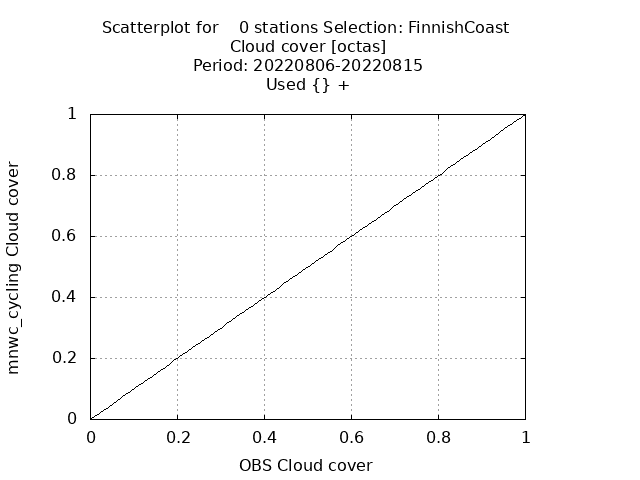 Scatterplot for    0 stations Selection: FinnishCoast
Cloud cover [octas]
Period: 20220806-20220815
Used {} +
mnwc_cycling Cloud cover
1
0.8
0.6
0.4
0.2
0
0 0.2 0.4 0.6 0.8 1
OBS Cloud cover